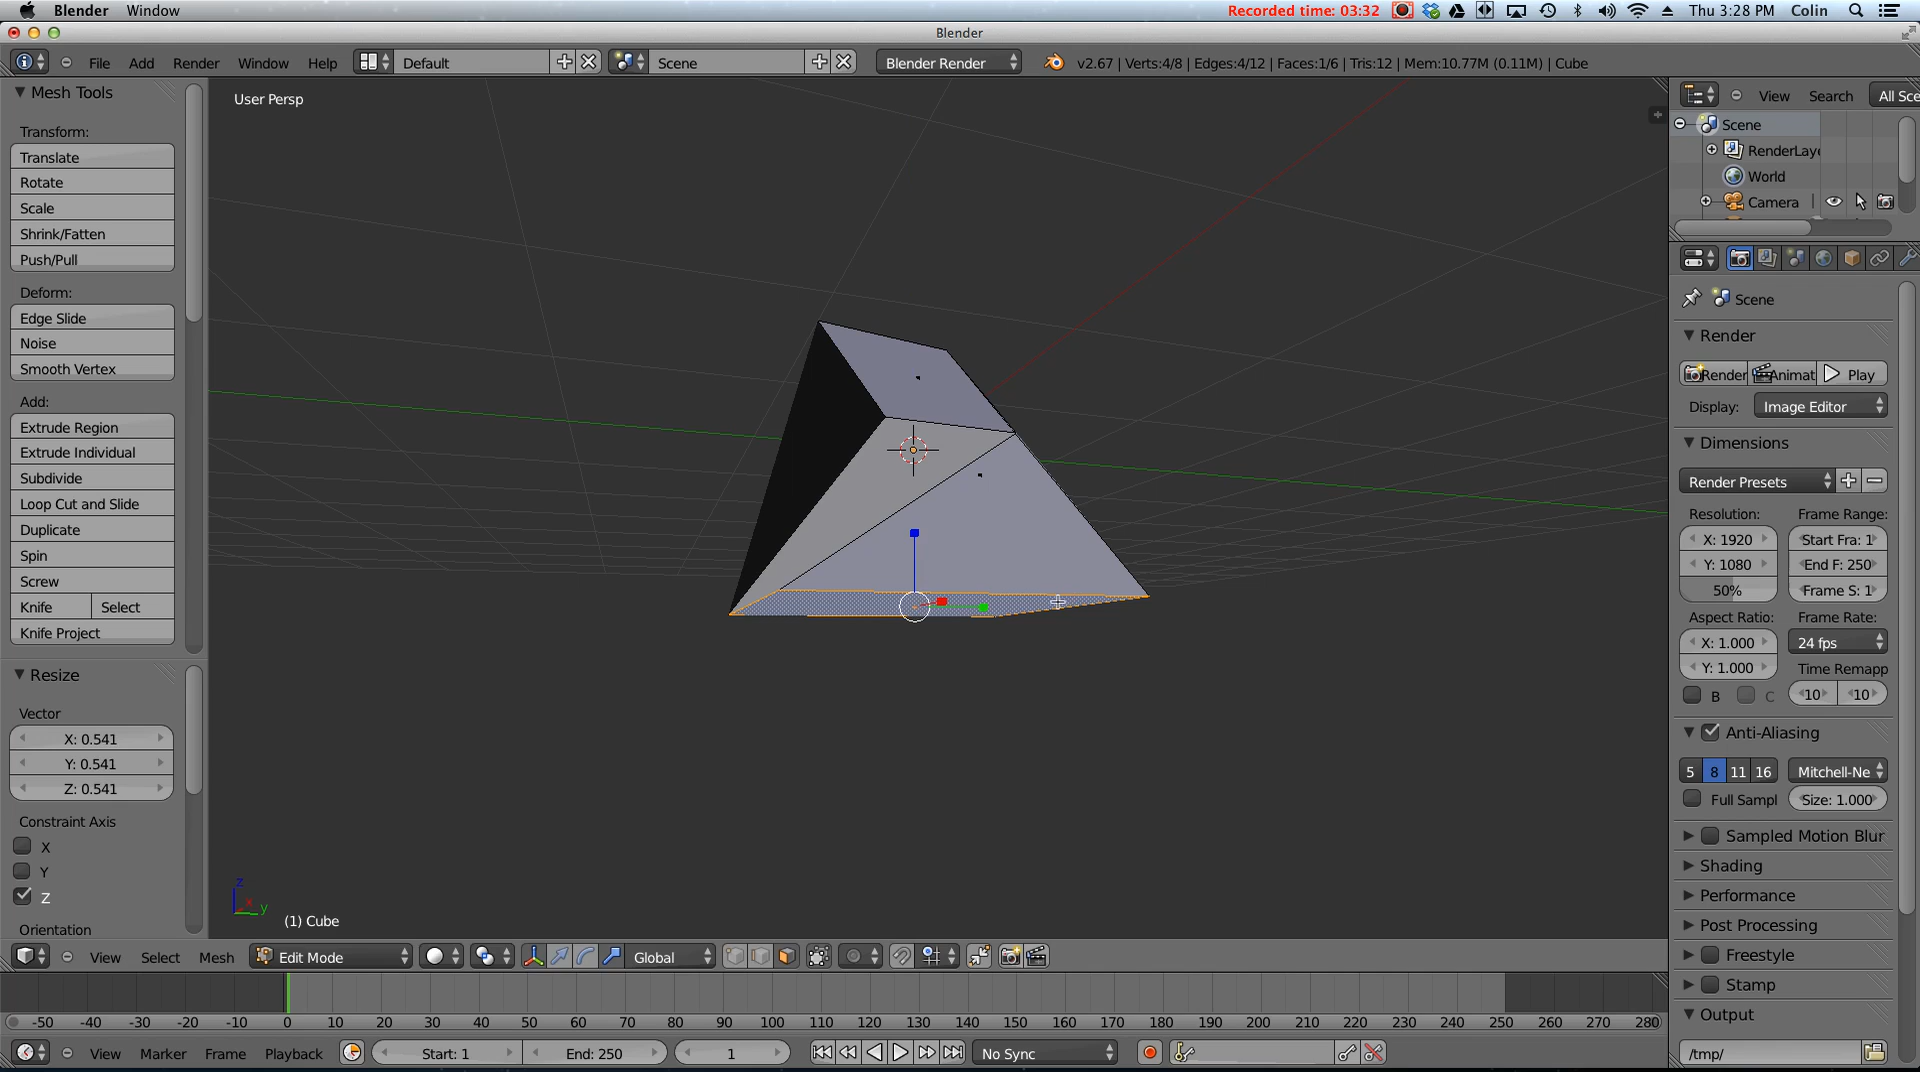 Blender Window
Recorded time: 03:32 Thu 3:28 PM Colin
Blender
File Add Render Window Help Default Scene Blender Render v2.67 | Verts:4/8 | Edges:4/12 | Faces:1/6 | Tris:12 | Mem:10.77M (0.11M) | Cube
Mesh Tools
Transform:
Translate
Rotate
Scale
Shrink/Fatten
Push/Pull
Deform:
Edge Slide
Noise
Smooth Vertex
Add:
Extrude Region
Extrude Individual
Subdivide
Loop Cut and Slide
Duplicate
Spin
Screw
Knife Select
Knife Project
Resize
Vector
X: 0.541
Y: 0.541
Z: 0.541
Constraint Axis
X
Y
Z
Orientation
User Persp
z
x
y
(1) Cube
View Search All Sce
Scene
RenderLaye
World
Camera
Scene
Render
Render Animat Play
Display: Image Editor
Dimensions
Render Presets
Resolution: Frame Range:
X: 1920 Start Fra: 1
Y: 1080 End F: 250
50% Frame S: 1
Aspect Ratio: Frame Rate:
X: 1.000 24 fps
Y: 1.000 Time Remapp
B C 10 10
Anti-Aliasing
5 8 11 16 Mitchell-Ne
Full Sampl Size: 1.000
Sampled Motion Blur
Shading
Performance
Post Processing
Freestyle
Stamp
Output
/tmp/
View Select Mesh Edit Mode Global
-50 -40 -30 -20 -10 0 10 20 30 40 50 60 70 80 90 100 110 120 130 140 150 160 170 180 190 200 210 220 230 240 250 260 270 280
View Marker Frame Playback Start: 1 End: 250 1 No Sync